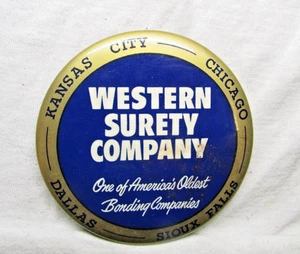 KANSAS CITY — CHICAGO
WESTERN
SURETY
COMPANY
One of America's Oldest
Bonding Companies
DALLAS — SIOUX FALLS